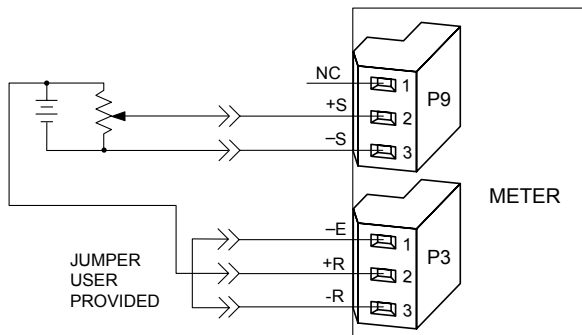 NC
1
+S
2
–S
3
P9
METER
–E
1
+R
2
-R
3
P3
JUMPER
USER
PROVIDED